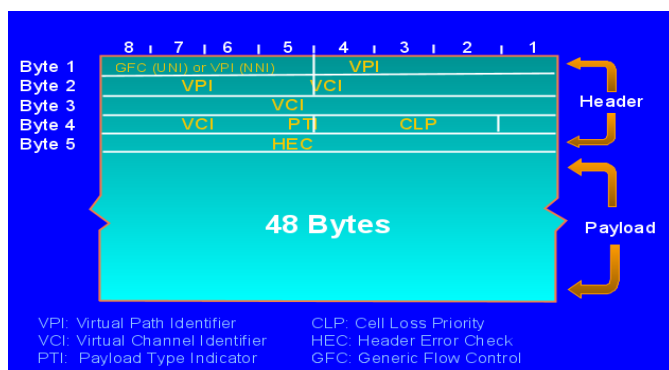 8 7 6 5 4 3 2 1
Byte 1 GFC (UNI) or VPI (NNI) VPI
Byte 2 VPI VCI
Byte 3 VCI
Byte 4 VCI PTI CLP
Byte 5 HEC
Header
48 Bytes
Payload
VPI: Virtual Path Identifier CLP: Cell Loss Priority
VCI: Virtual Channel Identifier HEC: Header Error Check
PTI: Payload Type Indicator GFC: Generic Flow Control